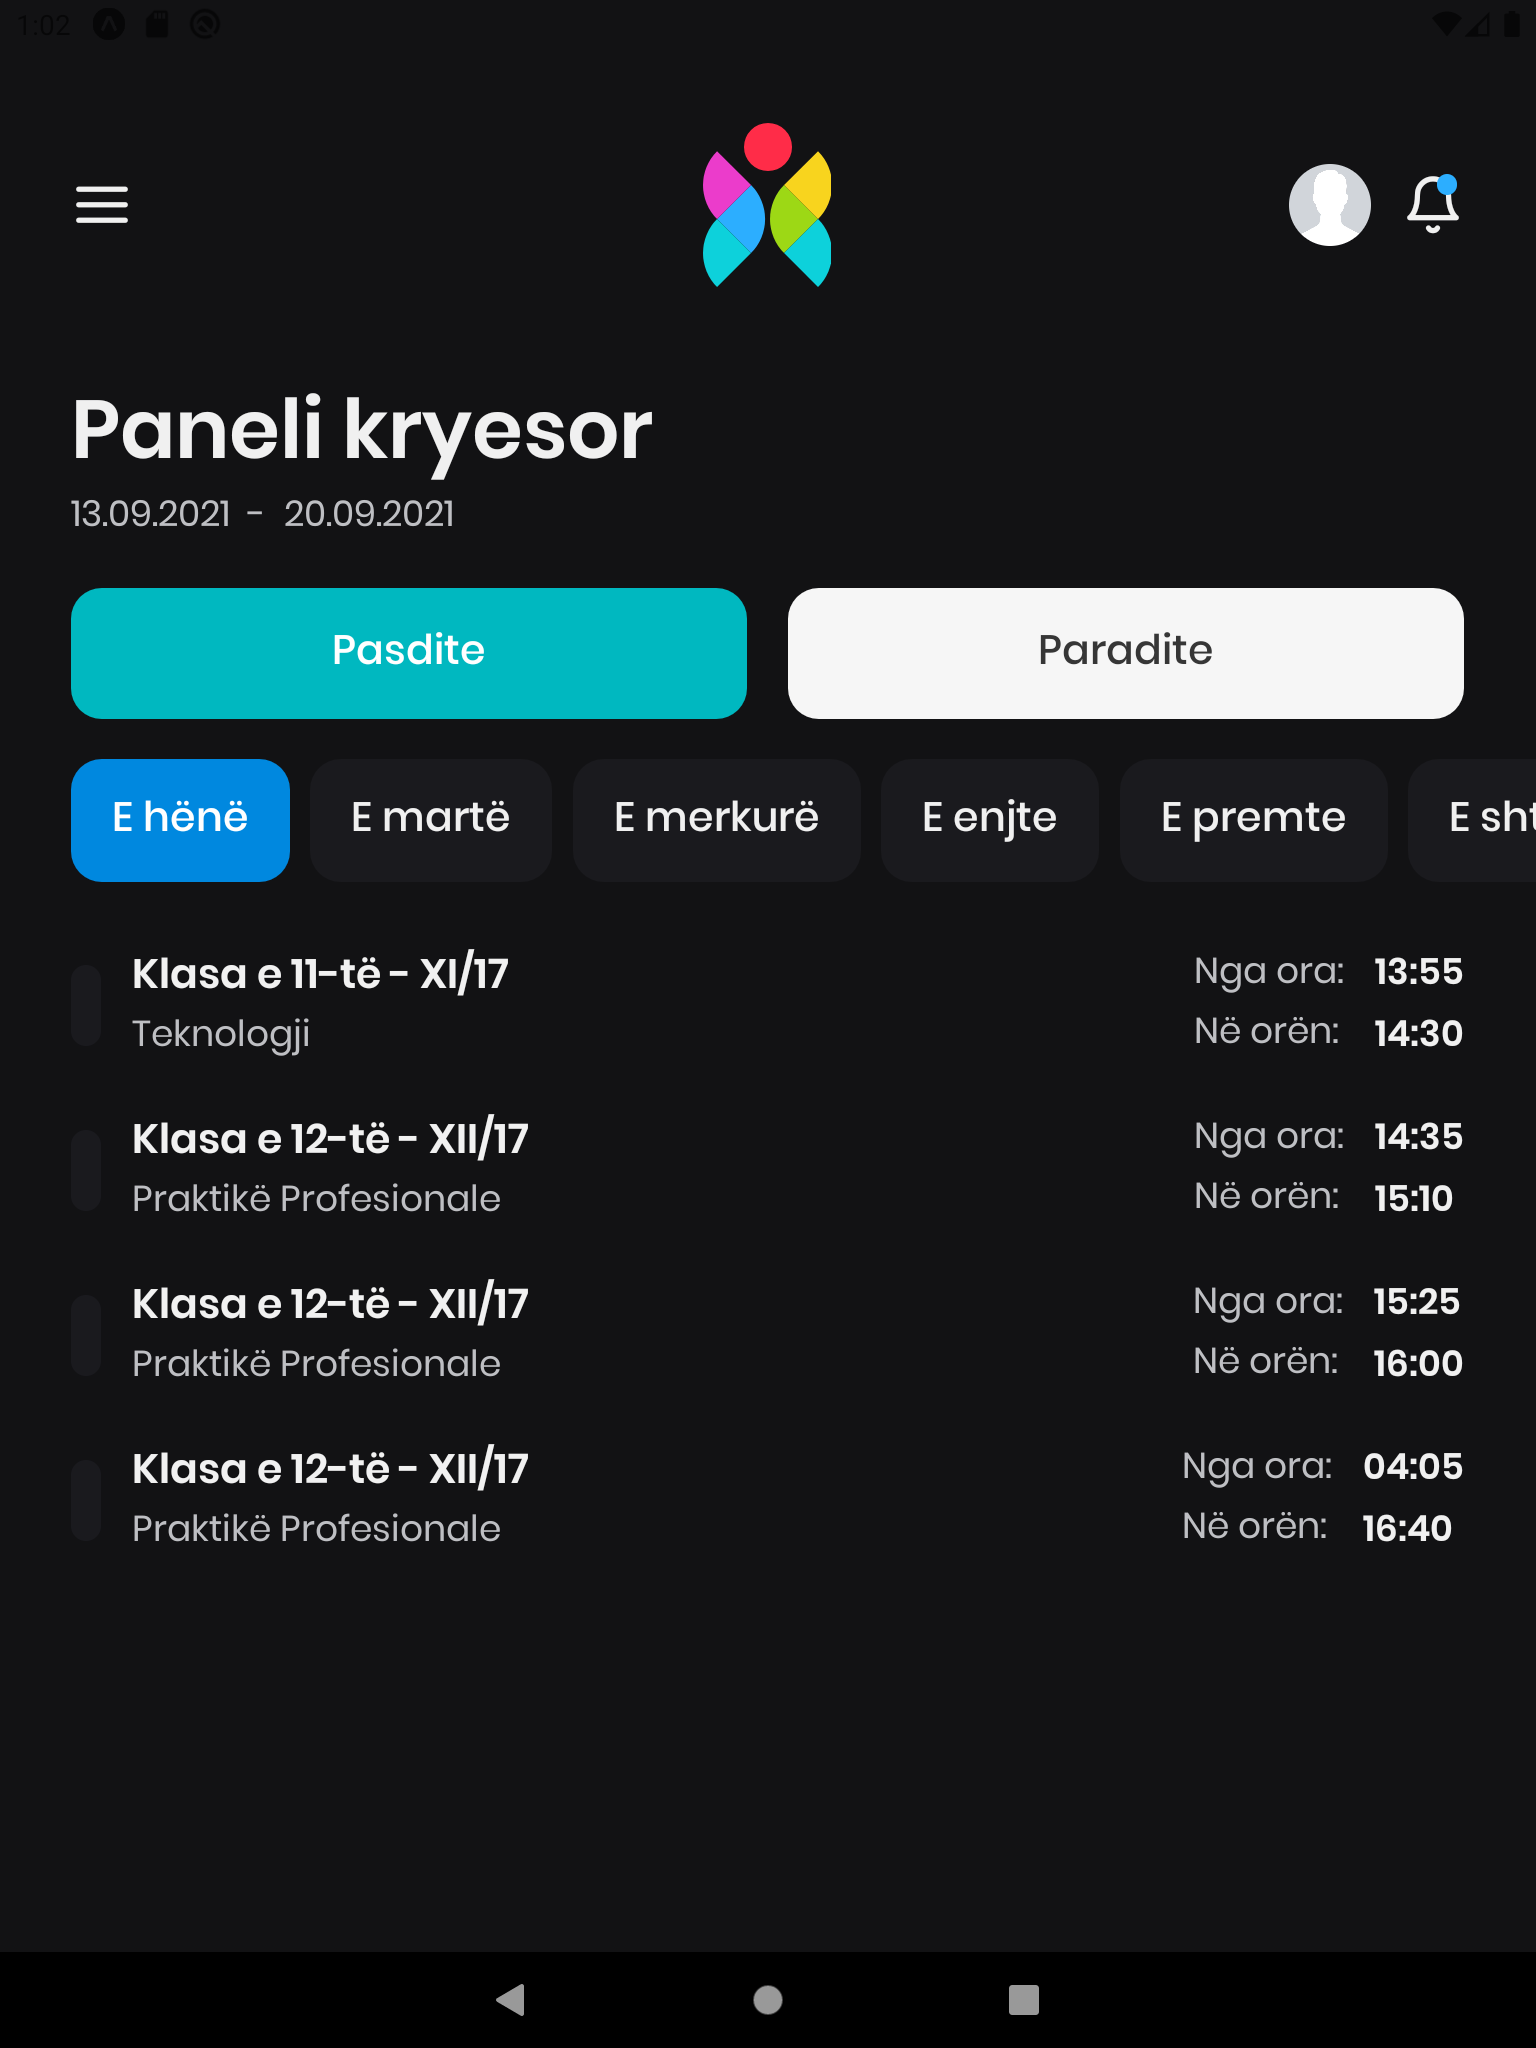 1:02
Paneli kryesor
13.09.2021 - 20.09.2021
Pasdite Paradite
E hënë E martë E merkurë E enjte E premte E sht
Klasa e 11-të - XI/17 Nga ora: 13:55
Teknologji Në orën: 14:30
Klasa e 12-të - XII/17 Nga ora: 14:35
Praktikë Profesionale Në orën: 15:10
Klasa e 12-të - XII/17 Nga ora: 15:25
Praktikë Profesionale Në orën: 16:00
Klasa e 12-të - XII/17 Nga ora: 04:05
Praktikë Profesionale Në orën: 16:40